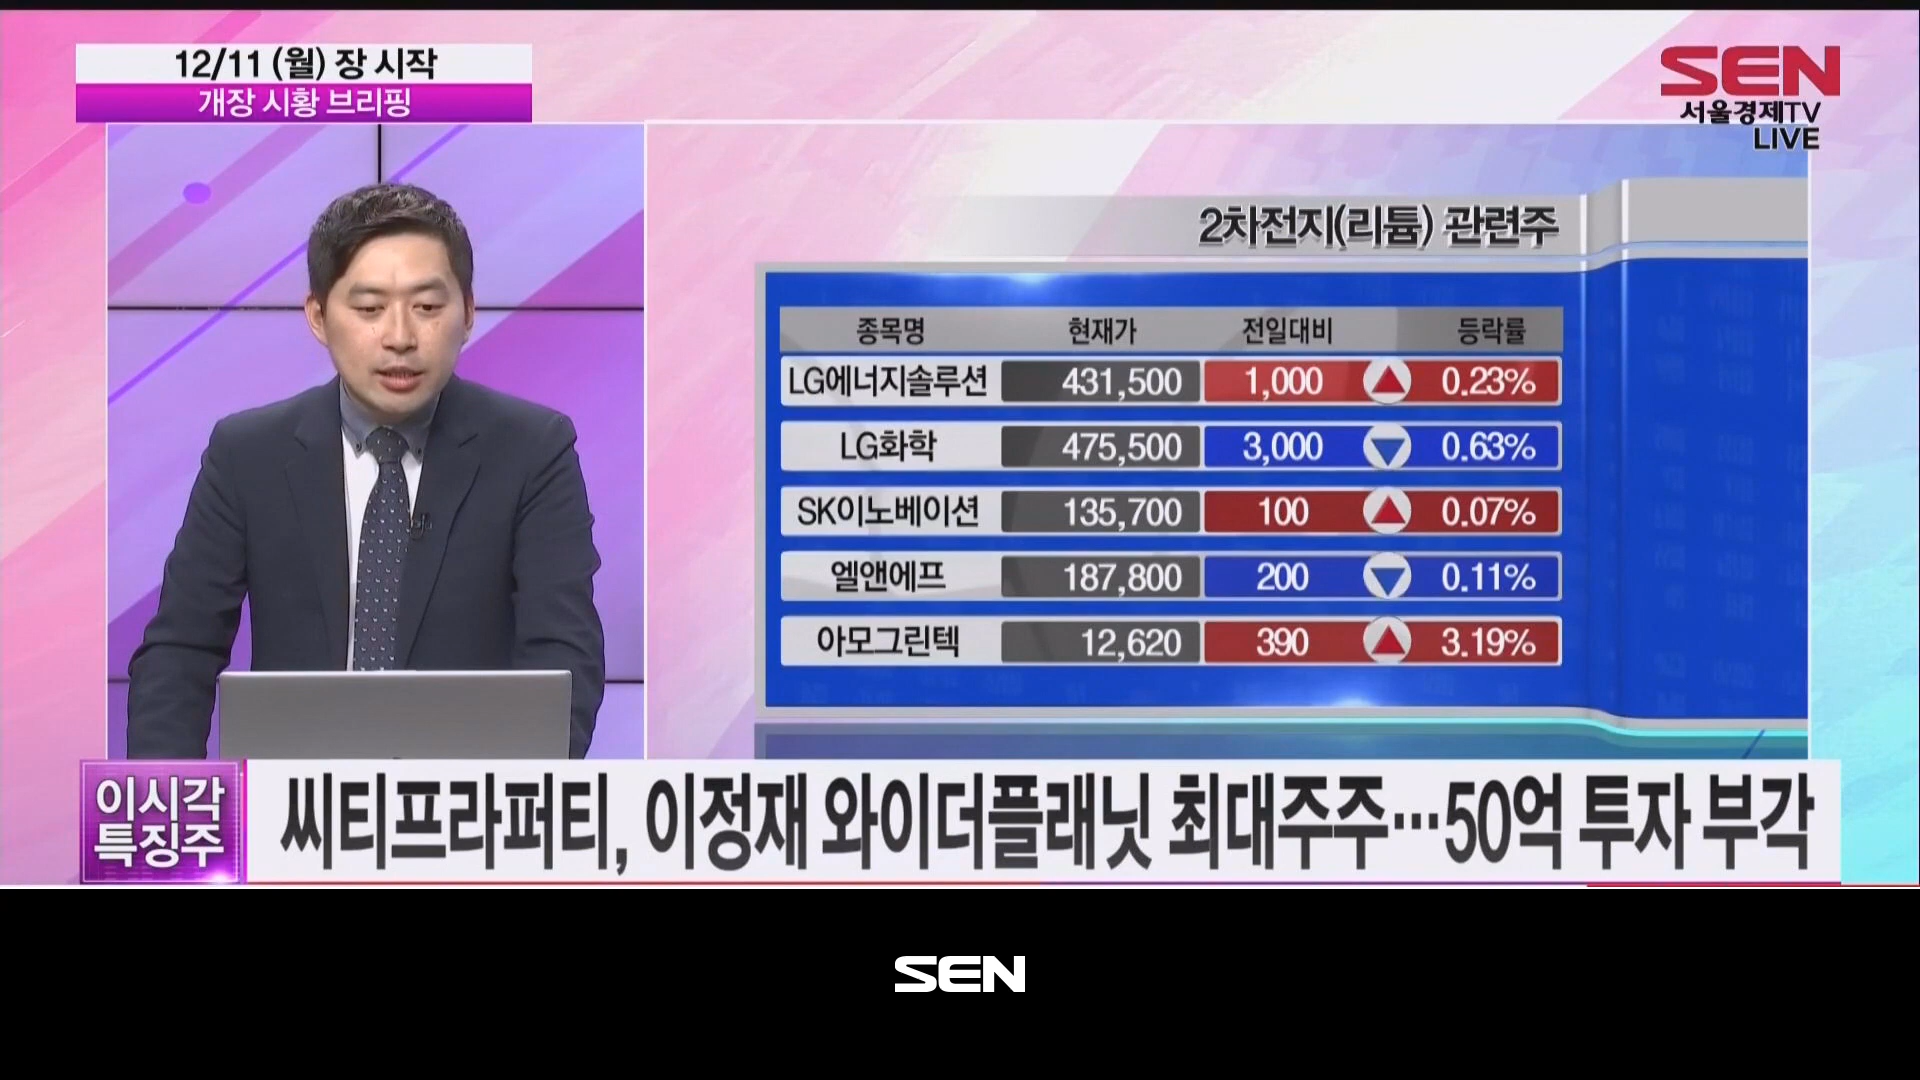 12/11 (월) 장 시작
개장 시황 브리핑
SEN
서울경제TV
LIVE
2차전지(리튬) 관련주
종목명 현재가 전일대비 등락률
LG에너지솔루션 431,500 1,000 ▲ 0.23%
LG화학 475,500 3,000 ▼ 0.63%
SK이노베이션 135,700 100 ▲ 0.07%
엘앤에프 187,800 200 ▼ 0.11%
아모그린텍 12,620 390 ▲ 3.19%
이시각
특징주
씨티프라퍼티, 이정재 와이더플래닛 최대주주…50억 투자 부각
SEN